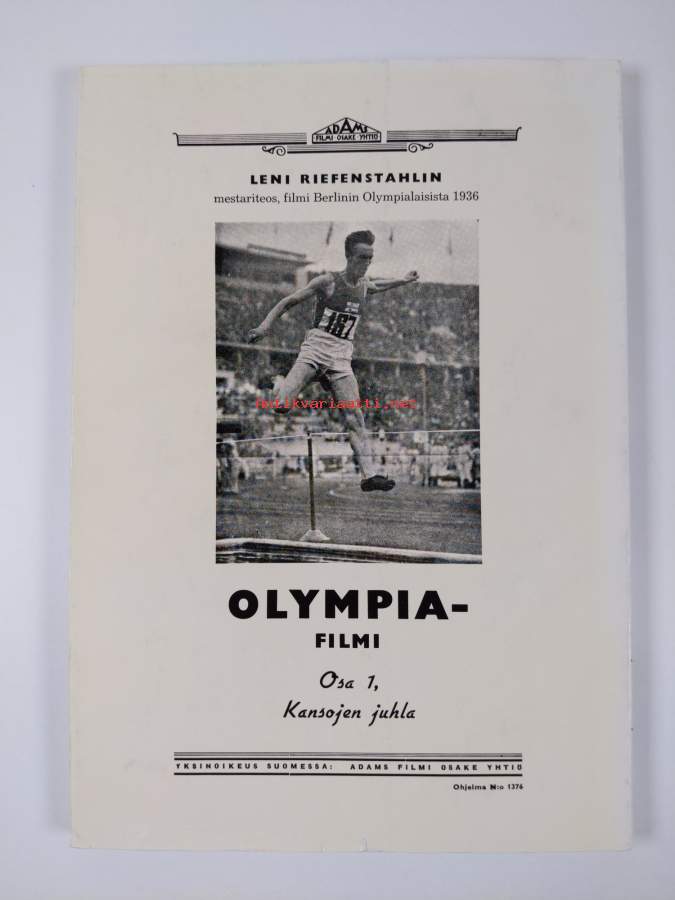 ADAMS
FILMI OSAKE YHTIÖ
LENI RIEFENSTAHLIN
mestariteos, filmi Berlinin Olympialaisista 1936
167
antikvariaatti.net
OLYMPIA-
FILMI
Osa 1,
Kansojen juhla
YKSINOIKEUS SUOMESSA: ADAMS FILMI OSAKE YHTIÖ
Ohjelma N:o 1376